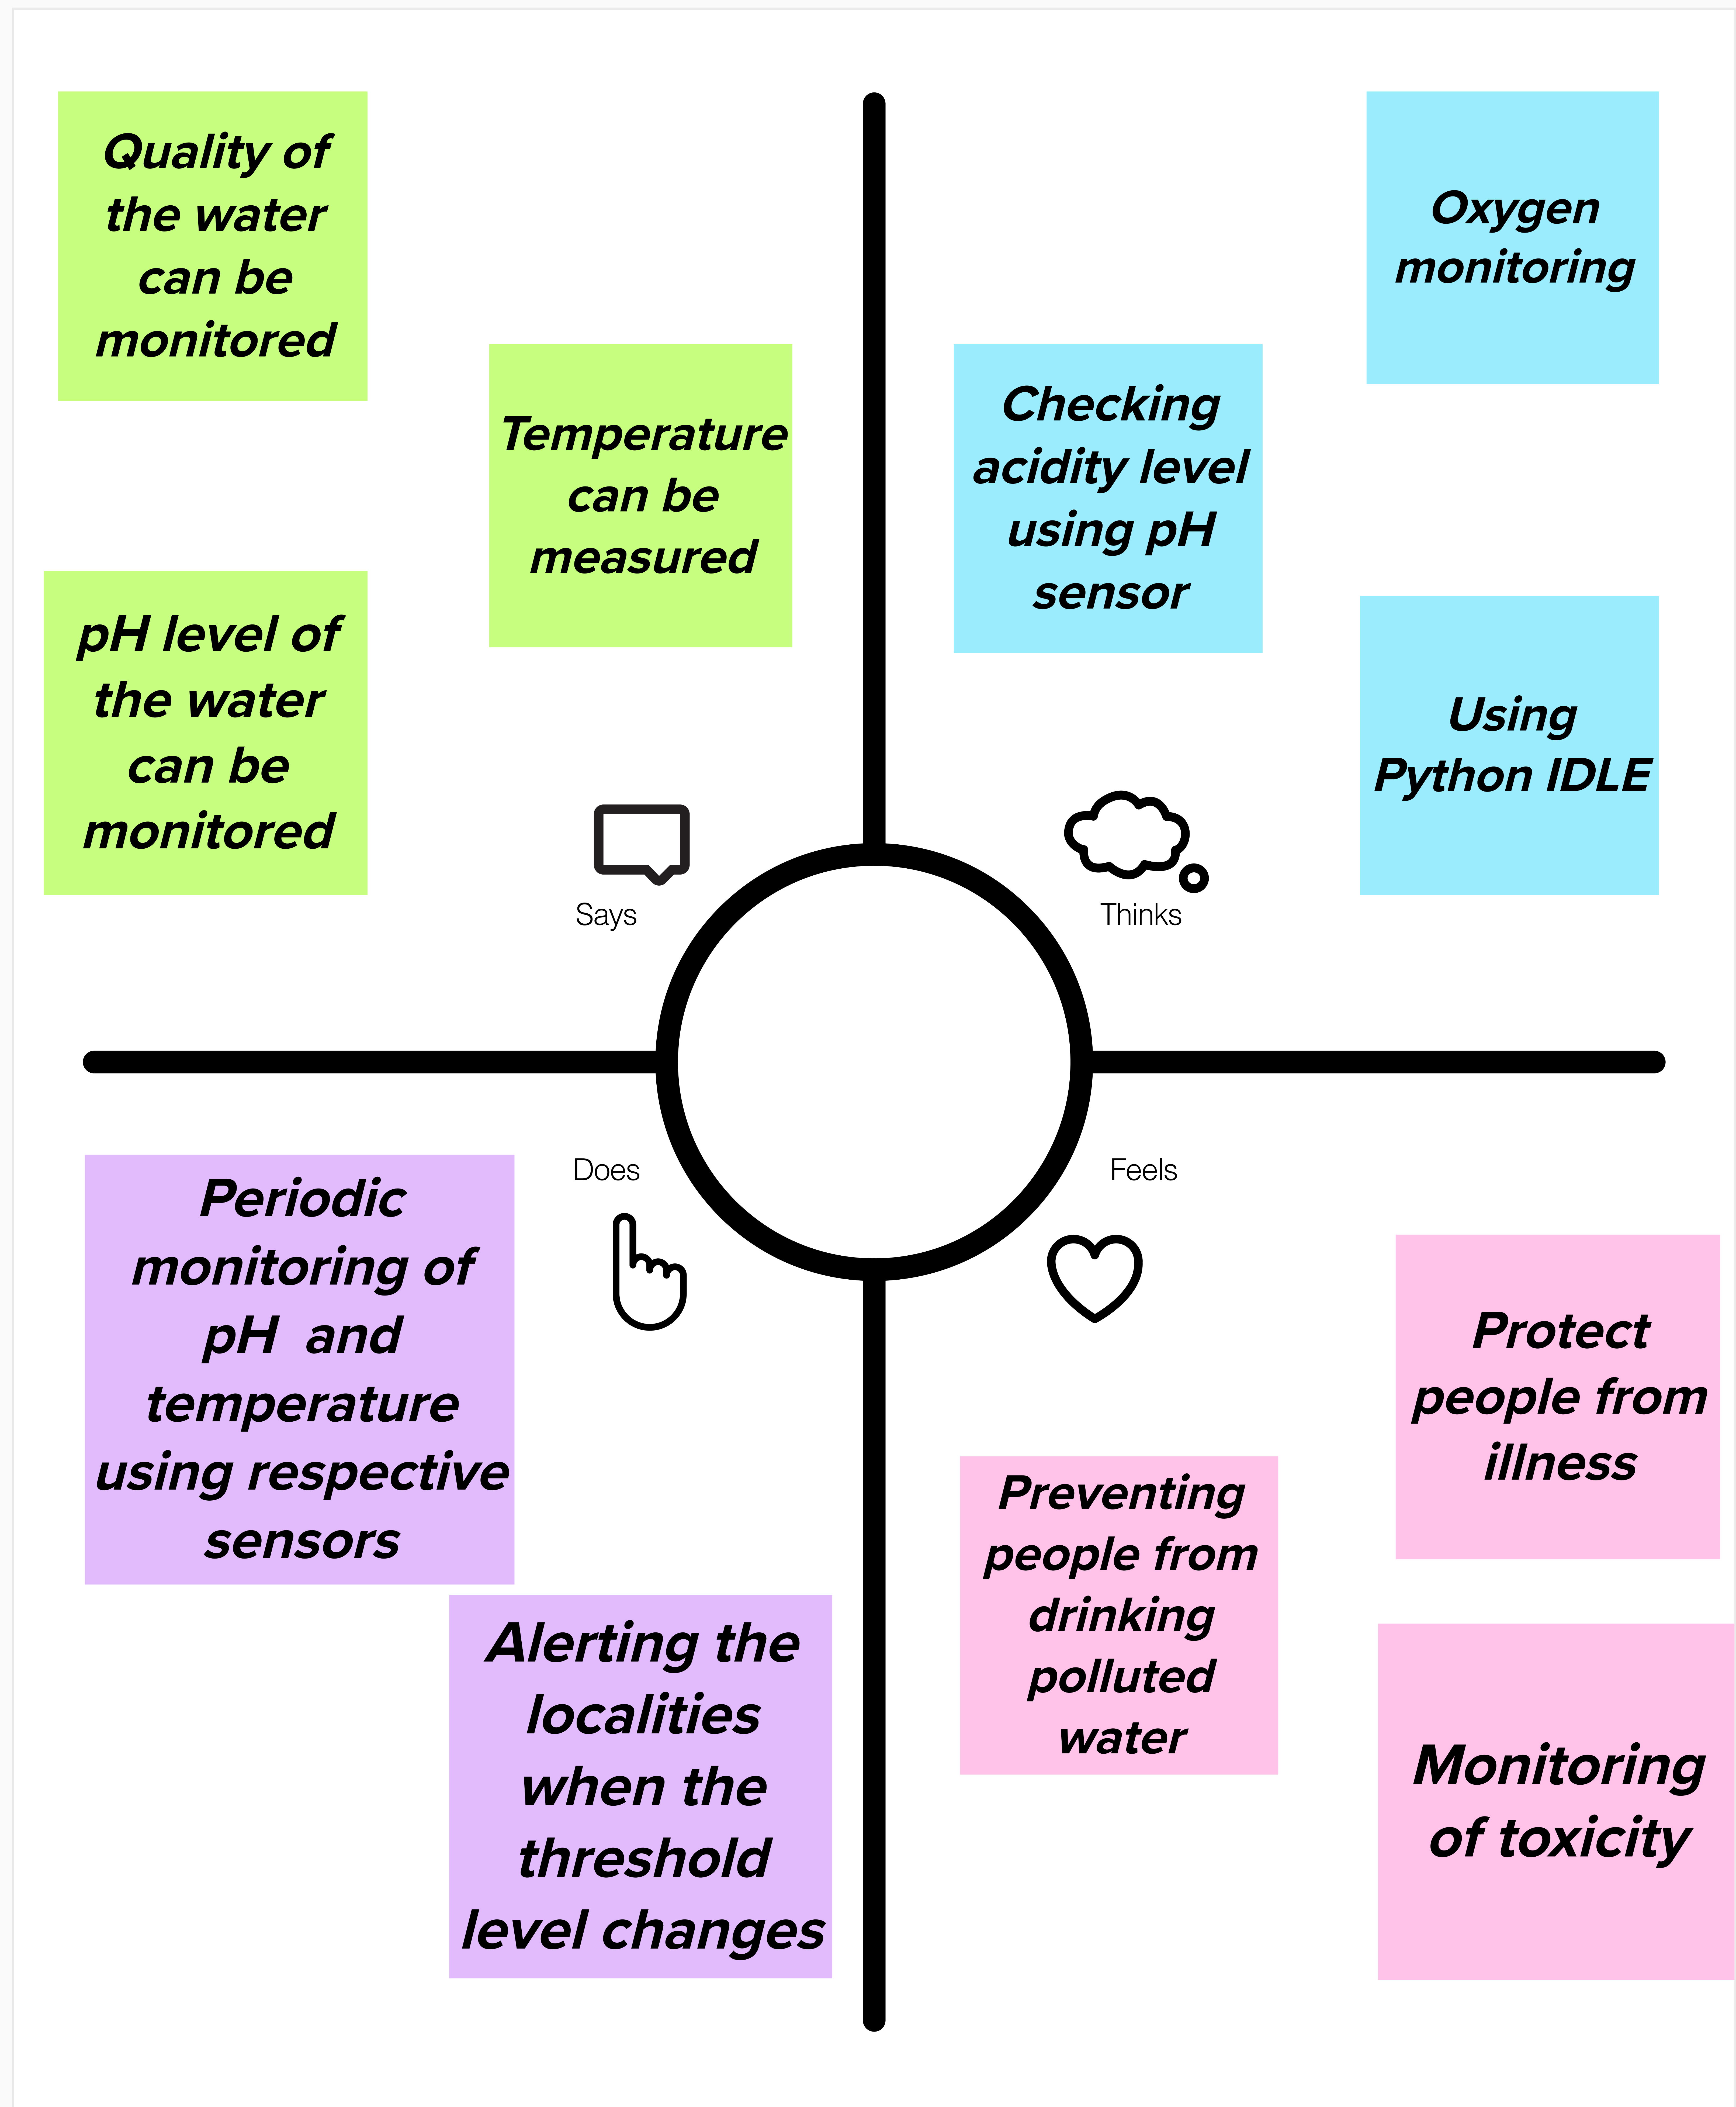 Quality of
the water
can be
monitored
Temperature
can be
measured
pH level of
the water
can be
monitored
Says
Oxygen
monitoring
Checking
acidity level
using pH
sensor
Using
Python IDLE
Thinks
Does
Periodic
monitoring of
pH  and
temperature
using respective
sensors
Alerting the
localities
when the
threshold
level changes
Feels
Protect
people from
illness
Preventing
people from
drinking
polluted
water
Monitoring
of toxicity